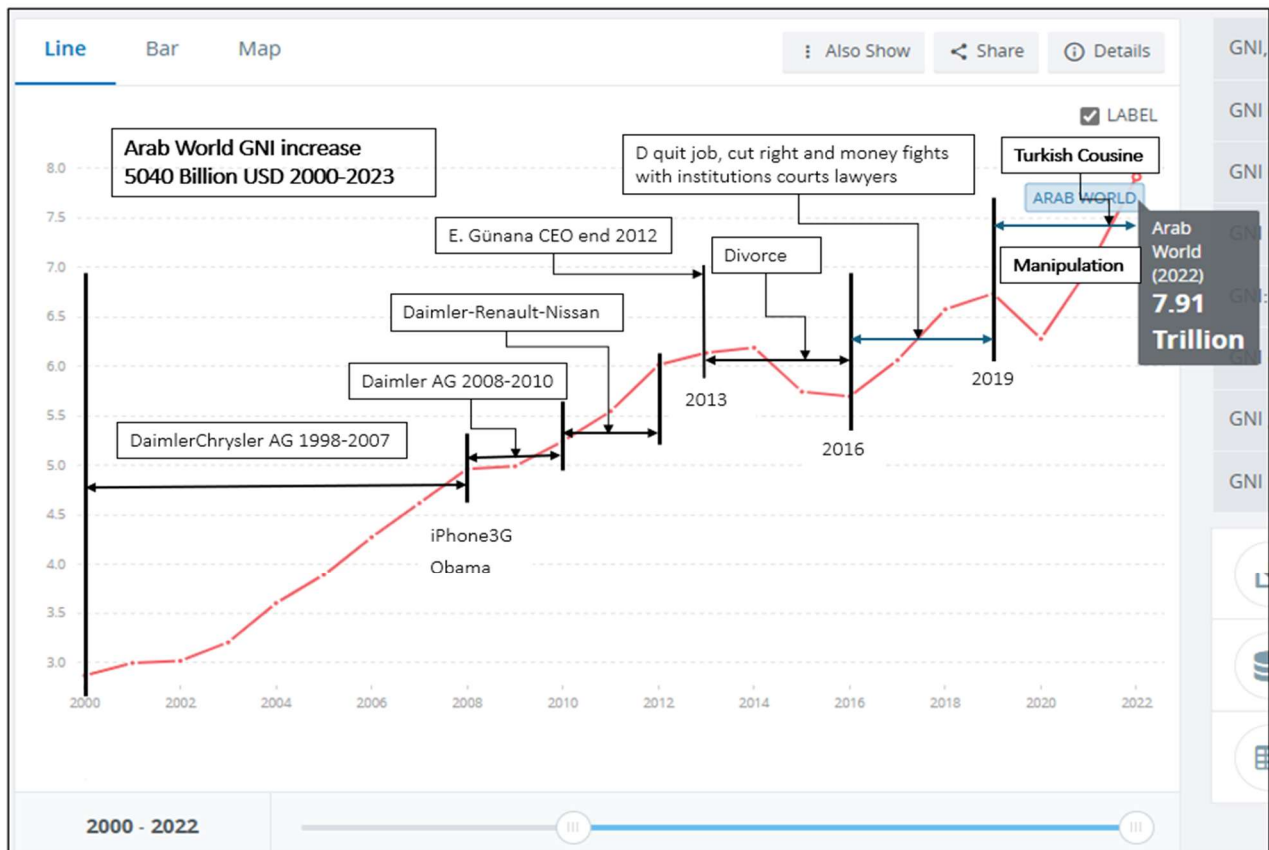 Line Bar Map
Also Show Share Details
GNI,
GNI
GNI
GNI
GNI
GNI:
GNI
GNI
GNI
LABEL
Arab World GNI increase
5040 Billion USD 2000-2023
D quit job, cut right and money fights
with institutions courts lawyers
Turkish Cousine
ARAB WORLD
E. Günana CEO end 2012
Divorce
Manipulation
Arab
World
(2022)
7.91
Trillion
Daimler-Renault-Nissan
Daimler AG 2008-2010
DaimlerChrysler AG 1998-2007
2013
2016
2019
iPhone3G
Obama
8.0
7.5
7.0
6.5
6.0
5.5
5.0
4.5
4.0
3.5
3.0
2000 2002 2004 2006 2008 2010 2012 2014 2016 2018 2020 2022
2000 - 2022